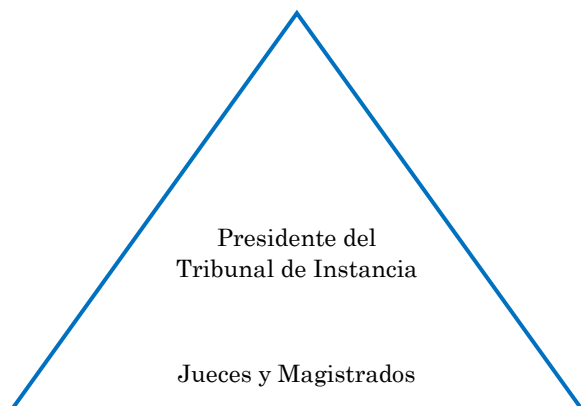 Presidente del
Tribunal de Instancia
Jueces y Magistrados